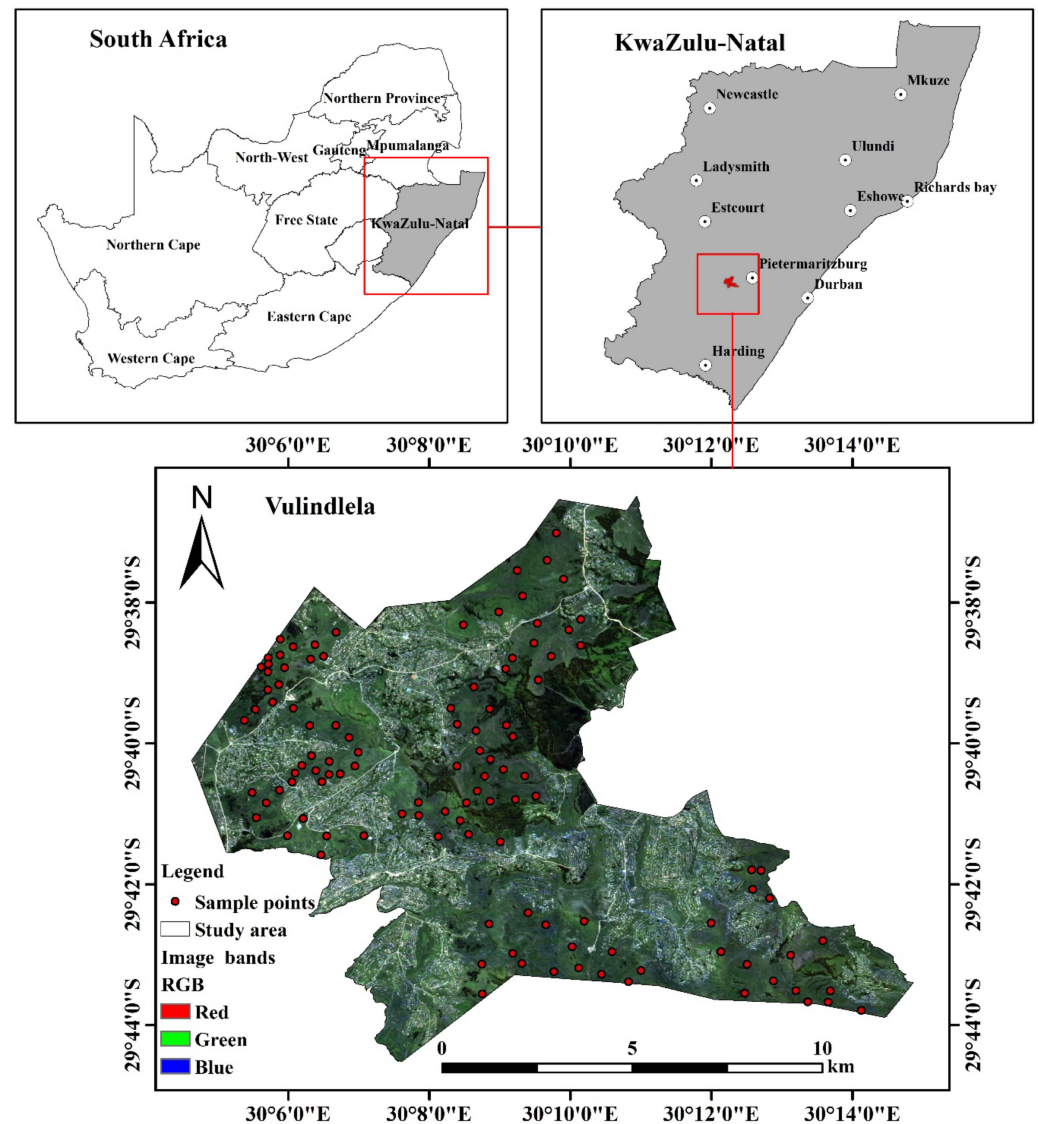 South Africa
Northern Province
Mpumalanga
Gauteng
North-West
Free State
KwaZulu-Natal
Northern Cape
Eastern Cape
Western Cape
KwaZulu-Natal
Mkuze
Newcastle
Ulundi
Ladysmith
Richards bay
Eshowe
Estcourt
Pietermaritzburg
Durban
Harding
30°6'0"E 30°8'0"E 30°10'0"E 30°12'0"E 30°14'0"E
N
Vulindlela
29°38'0"S
29°40'0"S
29°42'0"S
29°44'0"S
29°38'0"S
29°40'0"S
29°42'0"S
29°44'0"S
Legend
Sample points
Study area
Image bands
RGB
Red
Green
Blue
0 5 10
km
30°6'0"E 30°8'0"E 30°10'0"E 30°12'0"E 30°14'0"E